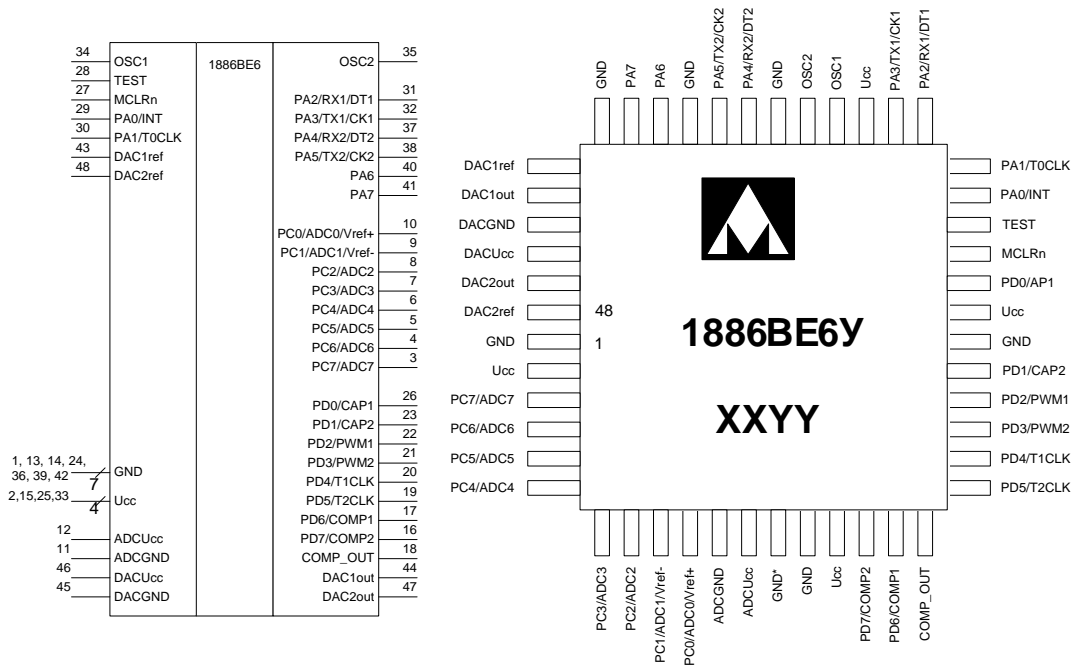 34
OSC1
28
TEST
27
MCLRn
29
PA0/INT
30
PA1/T0CLK
43
DAC1ref
48
DAC2ref
1, 13, 14, 24,
36, 39, 42
7
GND
2,15,25,33
4
Ucc
12
ADCUcc
11
ADCGND
46
DACUcc
45
DACGND
1886ВЕ6
35
OSC2
31
PA2/RX1/DT1
32
PA3/TX1/CK1
37
PA4/RX2/DT2
38
PA5/TX2/CK2
40
PA6
41
PA7
10
PC0/ADC0/Vref+
9
PC1/ADC1/Vref-
8
PC2/ADC2
7
PC3/ADC3
6
PC4/ADC4
5
PC5/ADC5
4
PC6/ADC6
3
PC7/ADC7
26
PD0/CAP1
23
PD1/CAP2
22
PD2/PWM1
21
PD3/PWM2
20
PD4/T1CLK
19
PD5/T2CLK
17
PD6/COMP1
16
PD7/COMP2
18
COMP_OUT
44
DAC1out
47
DAC2out
GND
PA7
PA6
GND
PA5/TX2/CK2
PA4/RX2/DT2
GND
OSC2
OSC1
Ucc
PA3/TX1/CK1
PA2/RX1/DT1
DAC1ref
DAC1out
DACGND
DACUcc
DAC2out
DAC2ref
GND
Ucc
PC7/ADC7
PC6/ADC6
PC5/ADC5
PC4/ADC4
48
1
1886ВЕ6У
XXYY
PA1/T0CLK
PA0/INT
TEST
MCLRn
PD0/AP1
Ucc
GND
PD1/CAP2
PD2/PWM1
PD3/PWM2
PD4/T1CLK
PD5/T2CLK
PC3/ADC3
PC2/ADC2
PC1/ADC1/Vref-
PC0/ADC0/Vref+
ADCGND
ADCUcc
GND*
GND
Ucc
PD7/COMP2
PD6/COMP1
COMP_OUT